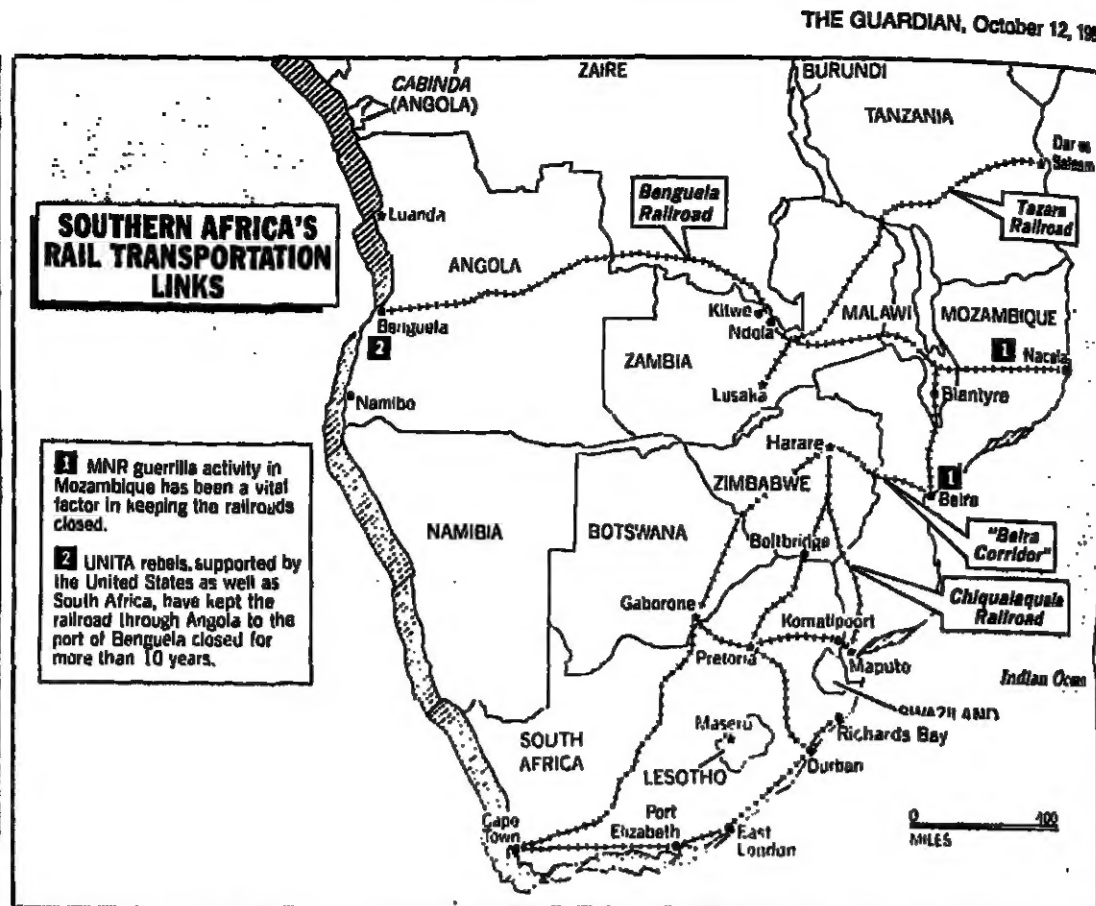 THE GUARDIAN, October 12, 19
SOUTHERN AFRICA'S
RAIL TRANSPORTATION
LINKS
ZAIRE
BURUNDI
CABINDA
(ANGOLA)
TANZANIA
Dar es
Salaam
Benguela
Railroad
Tazara
Railroad
Luanda
ANGOLA
Benguela
2
Kitwe
Ndola
MALAWI
MOZAMBIQUE
1
Nacala
ZAMBIA
Lusaka
Blantyre
Namibe
Harare
1
Beira
ZIMBABWE
NAMIBIA
BOTSWANA
Beitbridge
"Beira
Corridor"
Chiqualaquala
Railroad
Gaborone
Komatipoort
Pretoria
Maputo
Indian Ocean
SWAZILAND
Maseru
Richards Bay
SOUTH
AFRICA
LESOTHO
Durban
Cape
Town
Port
Elizabeth
East
London
0 100
MILES
1 MNR guerrilla activity in
Mozambique has been a vital
factor in keeping the railroads
closed.
2 UNITA rebels, supported by
the United States as well as
South Africa, have kept the
railroad through Angola to the
port of Benguela closed for
more than 10 years.